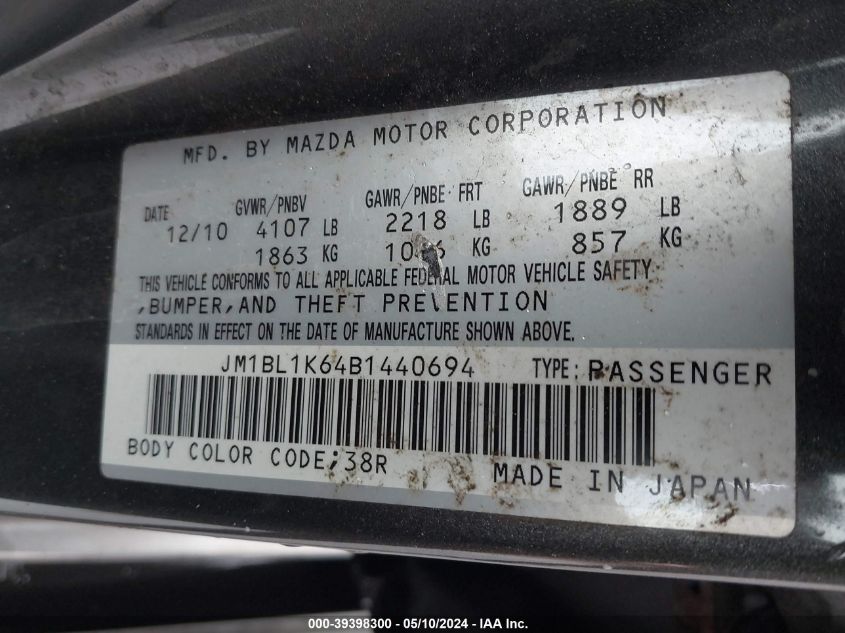 MFD. BY MAZDA MOTOR CORPORATION
DATE GVWR/PNBV GAWR/PNBE FRT GAWR/PNBE RR
12/10 4107 LB 2218 LB 1889 LB
1863 KG KG 857 KG
THIS VEHICLE CONFORMS TO ALL APPLICABLE FEDERAL MOTOR VEHICLE SAFETY
,BUMPER,AND THEFT PREVENTION
STANDARDS IN EFFECT ON THE DATE OF MANUFACTURE SHOWN ABOVE.
JM1BL1K64B1440694 TYPE: PASSENGER
BODY COLOR CODE;38R MADE IN JAPAN
000-39398300 - 05/10/2024 - IAA Inc.